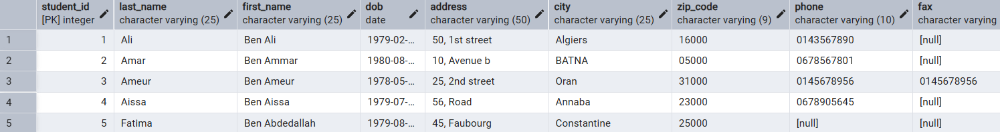 student_id last_name first_name dob address city zip_code phone fax
[PK] integer character varying (25) character varying (25) date character varying (50) character varying (25) character varying (9) character varying (10) character varying
1 1 Ali Ben Ali 1979-02-... 50, 1st street Algiers 16000 0143567890 [null]
2 2 Amar Ben Ammar 1980-08-... 10, Avenue b BATNA 05000 0678567801 [null]
3 3 Ameur Ben Ameur 1978-05-... 25, 2nd street Oran 31000 0145678956 0145678956
4 4 Aissa Ben Aissa 1979-07-... 56, Road Annaba 23000 0678905645 [null]
5 5 Fatima Ben Abdedallah 1979-08-... 45, Faubourg Constantine 25000 [null] [null]